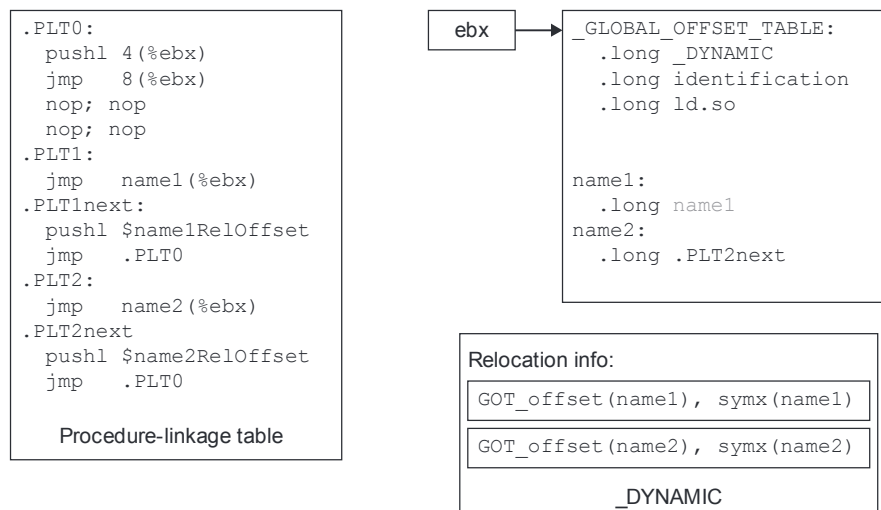 .PLT0:
pushl 4(%ebx)
jmp 8(%ebx)
nop; nop
nop; nop
.PLT1:
jmp name1(%ebx)
.PLT1next:
pushl $name1RelOffset
jmp .PLT0
.PLT2:
jmp name2(%ebx)
.PLT2next
pushl $name2RelOffset
jmp .PLT0
Procedure-linkage table
ebx
_GLOBAL_OFFSET_TABLE:
.long _DYNAMIC
.long identification
.long ld.so
name1:
.long name1
name2:
.long .PLT2next
Relocation info:
GOT_offset(name1), symx(name1)
GOT_offset(name2), symx(name2)
_DYNAMIC